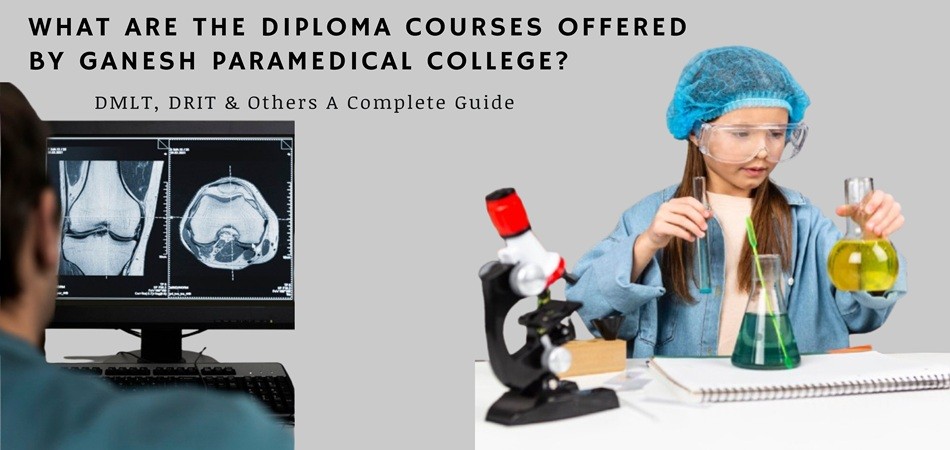 WHAT ARE THE DIPLOMA COURSES OFFERED
BY GANESH PARAMEDICAL COLLEGE?
DMLT, DRIT & Others A Complete Guide